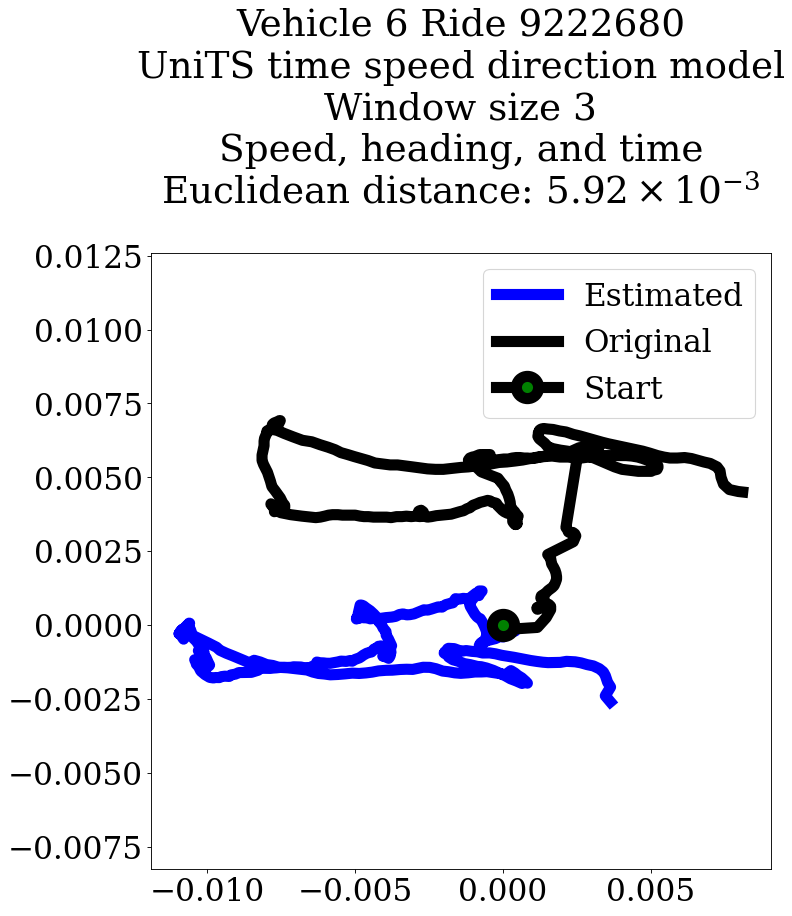 Vehicle 6 Ride 9222680
UniTS time speed direction model
Window size 3
Speed, heading, and time
Euclidean distance: 5.92 × 10⁻³
0.0125
0.0100
0.0075
0.0050
0.0025
0.0000
−0.0025
−0.0050
−0.0075
Estimated
Original
Start
−0.010 −0.005 0.000 0.005